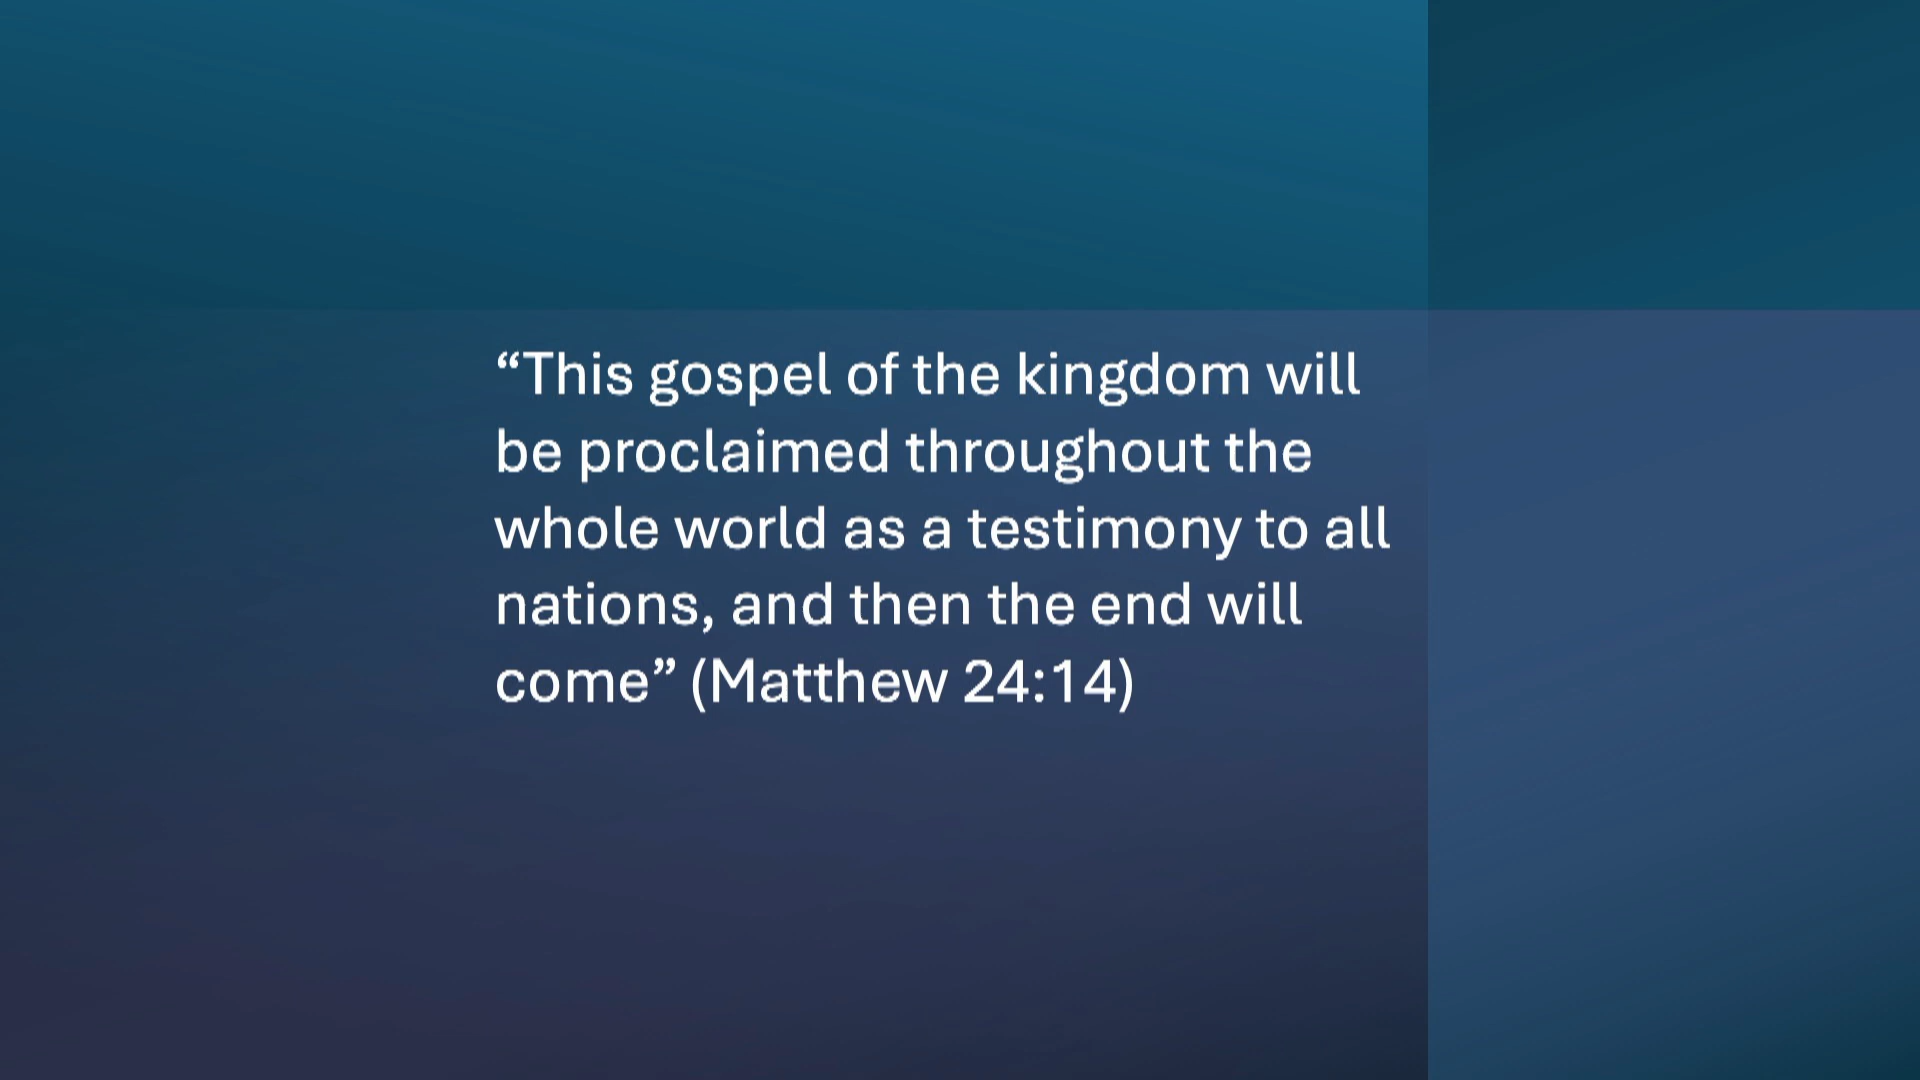 “This gospel of the kingdom will
be proclaimed throughout the
whole world as a testimony to all
nations, and then the end will
come” (Matthew 24:14)